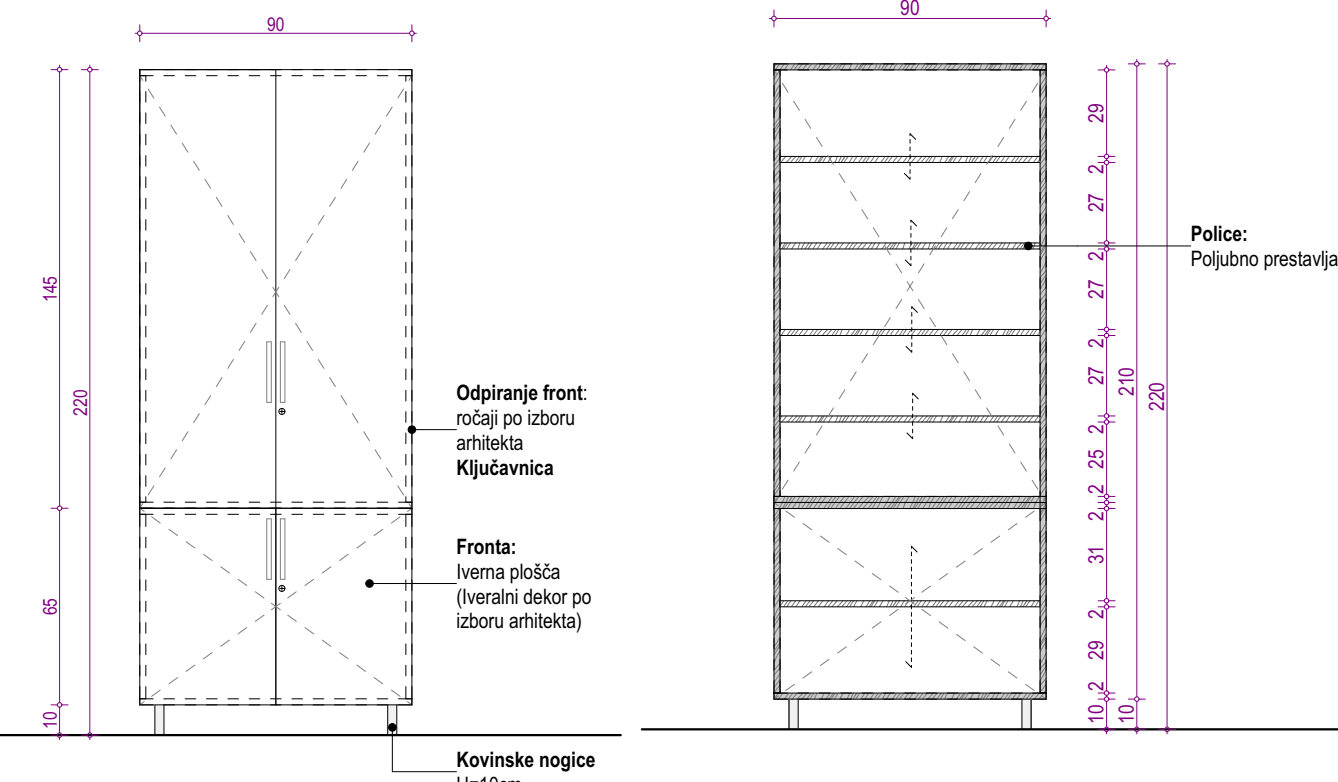 90
145
220
65
10
Odpiranje front:
ročaji po izboru
arhitekta
Ključavnica
Fronta:
Iverna plošča
(Iveralni dekor po
izboru arhitekta)
Kovinske nogice
H=10cm
90
29
2
27
2
27
2
27
2
25
2
2
31
2
29
2
10
210
10
220
Police:
Poljubno prestavlja